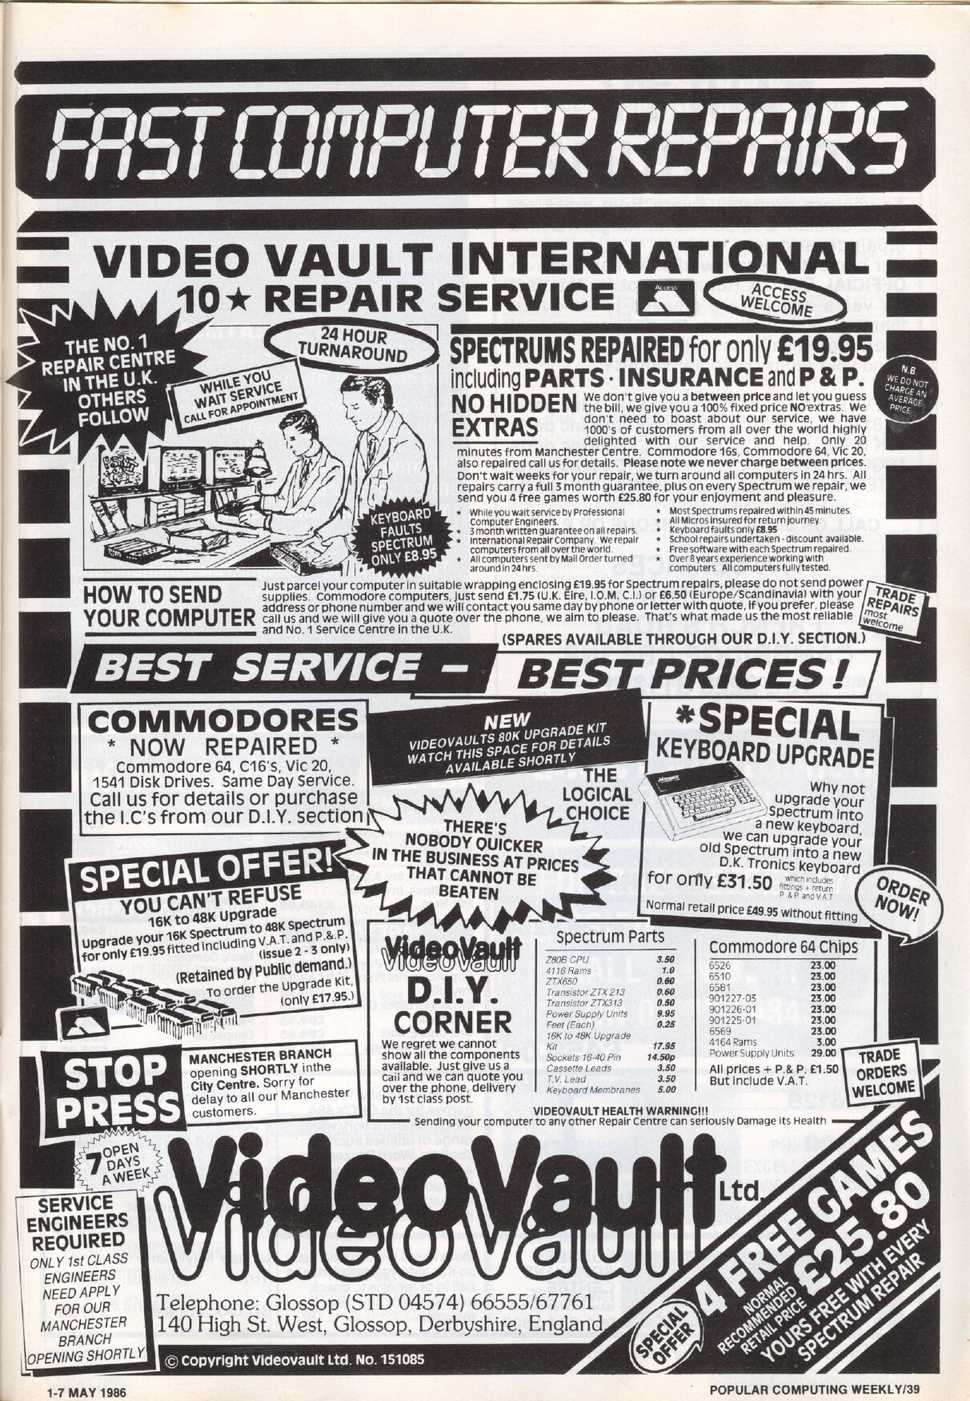 FAST COMPUTER REPAIRS
VIDEO VAULT INTERNATIONAL
10★ REPAIR SERVICE
Access
ACCESS
WELCOME
THE NO. 1
REPAIR CENTRE
IN THE U.K.
OTHERS
FOLLOW
24 HOUR
TURNAROUND
WHILE YOU
WAIT SERVICE
CALL FOR APPOINTMENT
KEYBOARD
FAULTS
SPECTRUM
ONLY £8.95
SPECTRUMS REPAIRED for only £19.95
including PARTS · INSURANCE and P & P.
N.B
WE DO NOT
CHARGE AN
AVERAGE
PRICE
NO HIDDEN
EXTRAS
We don't give you a between price and let you guess
the bill, we give you a 100% fixed price NO extras. We
don't need to boast about our service, we have
1000's of customers from all over the world highly
delighted with our service and help. Only 20
minutes from Manchester Centre. Commodore 16s, Commodore 64, Vic 20,
also repaired call us for details. Please note we never charge between prices.
Don't wait weeks for your repair, we turn around all computers in 24 hrs. All
repairs carry a full 3 month guarantee, plus on every Spectrum we repair, we
send you 4 free games worth £25.80 for your enjoyment and pleasure.
* While you wait service by Professional
Computer Engineers.
* 3 month written guarantee on all repairs.
* International Repair Company. We repair
computers from all over the world.
* All computers sent by Mail Order turned
around in 24 hrs.
* Most Spectrums repaired within 45 minutes.
* All Micros insured for return journey.
* Keyboard faults only £8.95
* School repairs undertaken - discount available.
* Free software with each Spectrum repaired.
* Over 8 years experience working with
computers. All computers fully tested.
HOW TO SEND
YOUR COMPUTER
Just parcel your computer in suitable wrapping enclosing £19.95 for Spectrum repairs, please do not send power
supplies. Commodore computers, just send £1.75 (U.K. Eire, I.O.M. C.I.) or £6.50 (Europe/Scandinavia) with your
address or phone number and we will contact you same day by phone or letter with quote, If you prefer, please
call us and we will give you a quote over the phone, we aim to please. That's what made us the most reliable
and No. 1 Service Centre in the U.K.
(SPARES AVAILABLE THROUGH OUR D.I.Y. SECTION.)
TRADE
REPAIRS
most
welcome
BEST SERVICE - BEST PRICES!
COMMODORES
* NOW REPAIRED *
Commodore 64, C16's, Vic 20,
1541 Disk Drives. Same Day Service.
Call us for details or purchase
the I.C's from our D.I.Y. section
NEW
VIDEOVAULTS 80K UPGRADE KIT
WATCH THIS SPACE FOR DETAILS
AVAILABLE SHORTLY
THE
LOGICAL
CHOICE
THERE'S
NOBODY QUICKER
IN THE BUSINESS AT PRICES
THAT CANNOT BE
BEATEN
*SPECIAL
KEYBOARD UPGRADE
Why not
upgrade your
Spectrum into
a new keyboard,
we can upgrade your
old Spectrum into a new
D.K. Tronics keyboard
for only £31.50 which includes
fittings + return
P. & P and V.A.T
Normal retail price £49.95 without fitting
ORDER
NOW!
SPECIAL OFFER!
YOU CAN'T REFUSE
16K to 48K Upgrade
Upgrade your 16K Spectrum to 48K Spectrum
for only £19.95 fitted including V.A.T. and P.&.P.
(issue 2 - 3 only)
(Retained by Public demand.)
To order the Upgrade Kit,
(only £17.95.)
VideoVault
VideoVault
D.I.Y.
CORNER
We regret we cannot
show all the components
available. Just give us a
call and we can quote you
over the phone, delivery
by 1st class post.
Spectrum Parts
Z80B CPU 3.50
4116 Rams 1.0
ZTX650 0.60
Transistor ZTX 213 0.60
Transistor ZTX313 0.50
Power Supply Units 9.95
Feet (Each) 0.25
16K to 48K Upgrade
Kit 17.95
Sockets 16-40 Pin 14.50p
Cassette Leads 3.50
T.V. Lead 3.50
Keyboard Membranes 5.00
Commodore 64 Chips
6526 23.00
6510 23.00
6581 23.00
901227-03 23.00
901226-01 23.00
901225-01 23.00
6569 23.00
4164 Rams 3.00
Power Supply Units 29.00
All prices + P.& P. £1.50
But include V.A.T.
TRADE
ORDERS
WELCOME
STOP
PRESS
MANCHESTER BRANCH
opening SHORTLY inthe
City Centre. Sorry for
delay to all our Manchester
customers.
VIDEOVAULT HEALTH WARNING!!!
Sending your computer to any other Repair Centre can seriously Damage its Health
7 OPEN
DAYS
A WEEK
VideoVault Ltd.
VideoVault
SERVICE
ENGINEERS
REQUIRED
ONLY 1st CLASS
ENGINEERS
NEED APPLY
FOR OUR
MANCHESTER
BRANCH
OPENING SHORTLY
Telephone: Glossop (STD 04574) 66555/67761
140 High St. West, Glossop, Derbyshire, England.
© Copyright Videovault Ltd. No. 151085
SPECIAL
OFFER
4 FREE GAMES
NORMAL
RECOMMENDED
RETAIL PRICE £25.80
YOURS FREE WITH EVERY
SPECTRUM REPAIR
1-7 MAY 1986
POPULAR COMPUTING WEEKLY/39